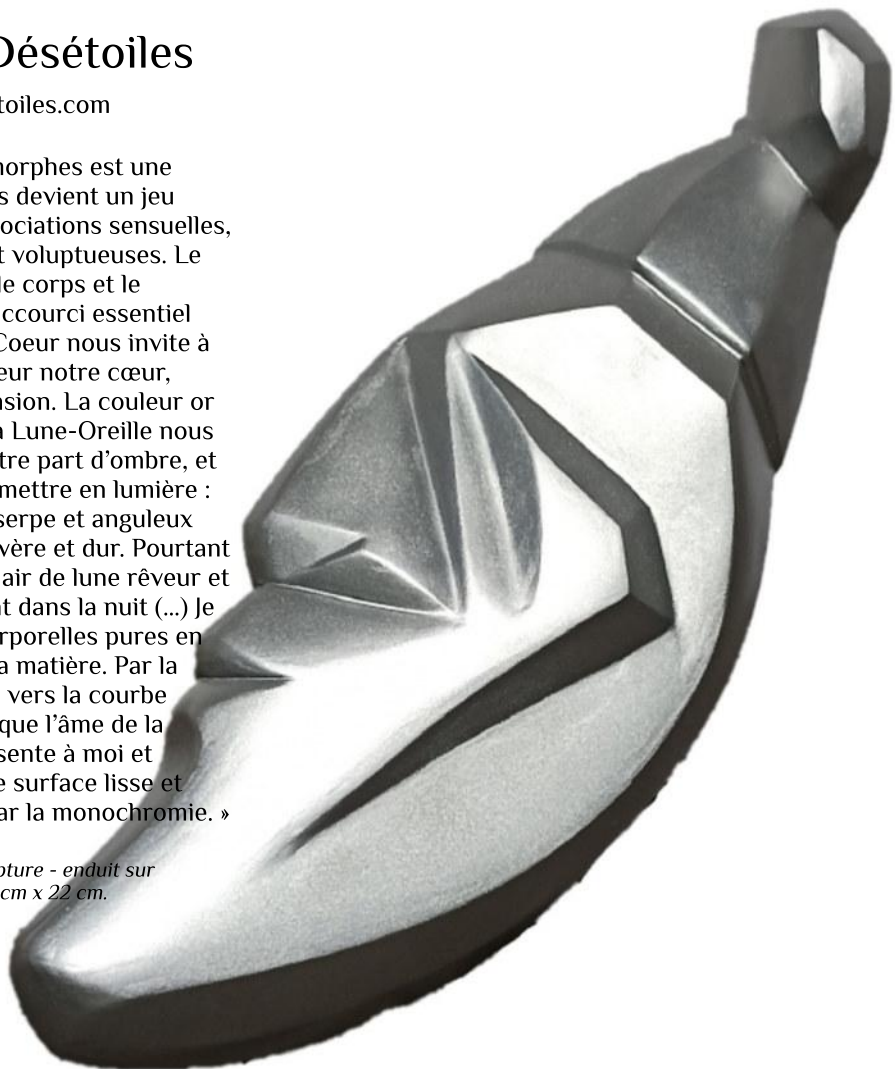 Désétoiles
toiles.com
morphes est une
s devient un jeu
ociations sensuelles,
t voluptueuses. Le
le corps et le
ccourci essentiel
Coeur nous invite à
eur notre cœur,
nsion. La couleur or
a Lune-Oreille nous
tre part d’ombre, et
mettre en lumière :
serpe et anguleux
vère et dur. Pourtant
air de lune rêveur et
nt dans la nuit (...) Je
rporelles pures en
a matière. Par la
vers la courbe
que l’âme de la
sente à moi et
e surface lisse et
ar la monochromie. »
pture - enduit sur
cm x 22 cm.